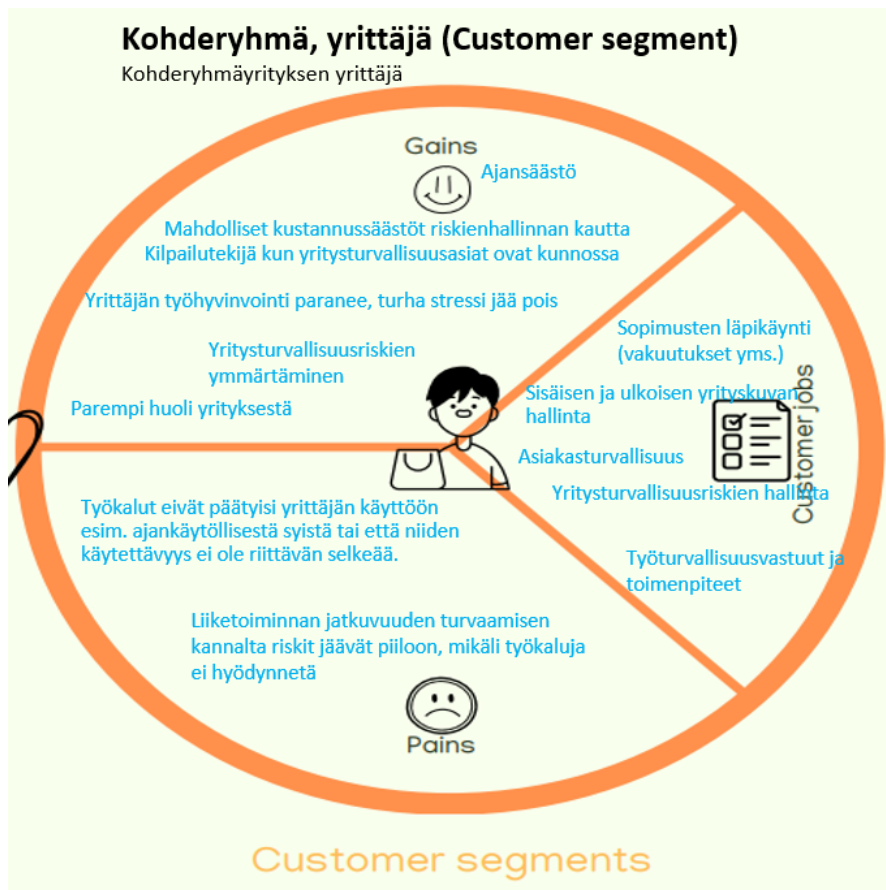 Kohderyhmä, yrittäjä (Customer segment)
Kohderyhmäyrityksen yrittäjä
Gains
Ajansäästö
Mahdolliset kustannussäästöt riskienhallinnan kautta
Kilpailutekijä kun yritysturvallisuusasiat ovat kunnossa
Yrittäjän työhyvinvointi paranee, turha stressi jää pois
Yritysturvallisuusriskien
ymmärtäminen
Parempi huoli yrityksestä
Sopimusten läpikäynti
(vakuutukset yms.)
Sisäisen ja ulkoisen yrityskuvan
hallinta
Asiakasturvallisuus
Yritysturvallisuusriskien hallinta
Työturvallisuusvastuut ja
toimenpiteet
Customer jobs
Työkalut eivät päätyisi yrittäjän käyttöön
esim. ajankäytöllisestä syistä tai että niiden
käytettävyys ei ole riittävän selkeää.
Liiketoiminnan jatkuvuuden turvaamisen
kannalta riskit jäävät piiloon, mikäli työkaluja
ei hyödynnetä
Pains
Customer segments